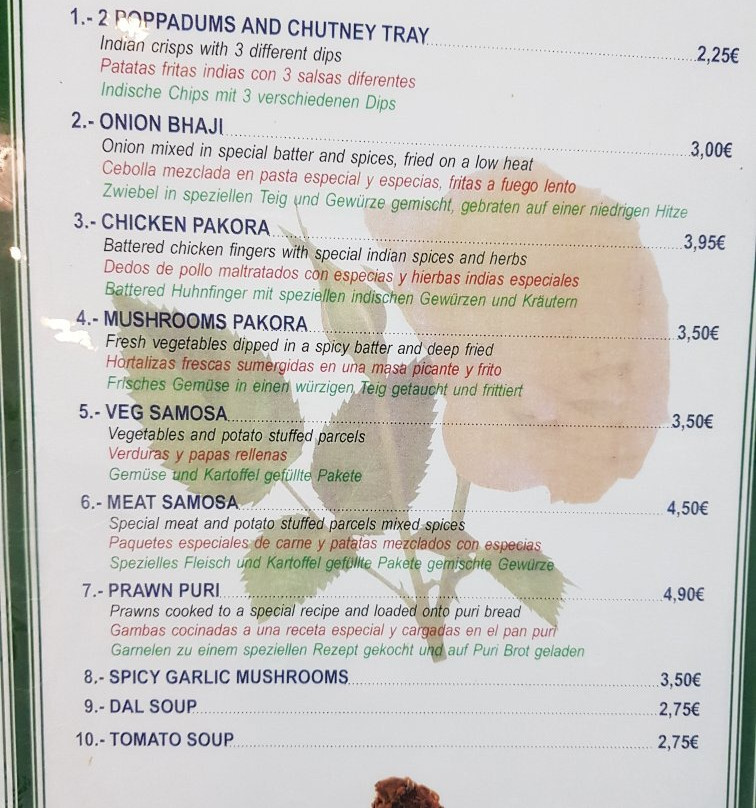 1.- 2 POPPADUMS AND CHUTNEY TRAY 2,25€
Indian crisps with 3 different dips
Patatas fritas indias con 3 salsas diferentes
Indische Chips mit 3 verschiedenen Dips
2.- ONION BHAJI 3,00€
Onion mixed in special batter and spices, fried on a low heat
Cebolla mezclada en pasta especial y especias, fritas a fuego lento
Zwiebel in speziellen Teig und Gewürze gemischt, gebraten auf einer niedrigen Hitze
3.- CHICKEN PAKORA 3,95€
Battered chicken fingers with special indian spices and herbs
Dedos de pollo maltratados con especias y hierbas indias especiales
Battered Huhnfinger mit speziellen indischen Gewürzen und Kräutern
4.- MUSHROOMS PAKORA 3,50€
Fresh vegetables dipped in a spicy batter and deep fried
Hortalizas frescas sumergidas en una masa picante y frito
Frisches Gemüse in einen würzigen Teig getaucht und frittiert
5.- VEG SAMOSA 3,50€
Vegetables and potato stuffed parcels
Verduras y papas rellenas
Gemüse und Kartoffel gefüllte Pakete
6.- MEAT SAMOSA 4,50€
Special meat and potato stuffed parcels mixed spices
Paquetes especiales de carne y patatas mezclados con especias
Spezielles Fleisch und Kartoffel gefüllte Pakete gemischte Gewürze
7.- PRAWN PURI 4,90€
Prawns cooked to a special recipe and loaded onto puri bread
Gambas cocinadas a una receta especial y cargadas en el pan puri
Garnelen zu einem speziellen Rezept gekocht und auf Puri Brot geladen
8.- SPICY GARLIC MUSHROOMS 3,50€
9.- DAL SOUP 2,75€
10.- TOMATO SOUP 2,75€